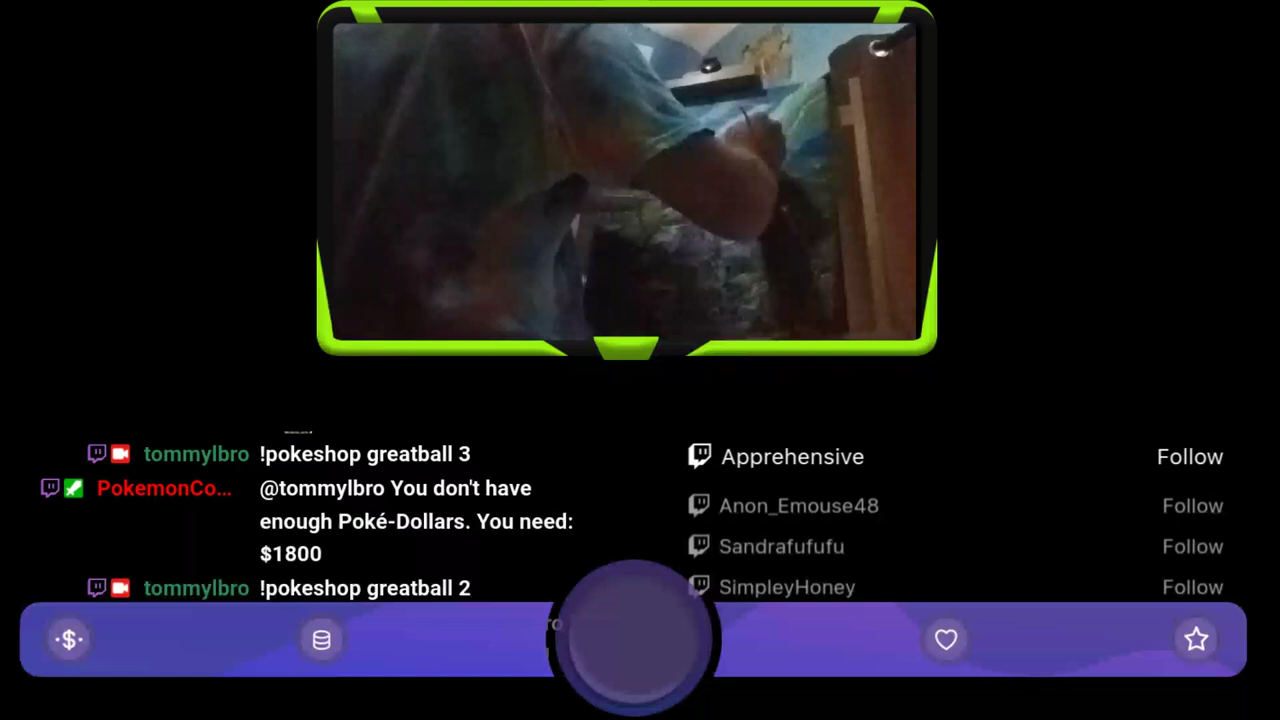 tommylbro !pokeshop greatball 3
PokemonCo... @tommylbro You don't have
enough Poké-Dollars. You need:
$1800
tommylbro !pokeshop greatball 2
Apprehensive Follow
Anon_Emouse48 Follow
Sandrafufufu Follow
SimpleyHoney Follow
ro